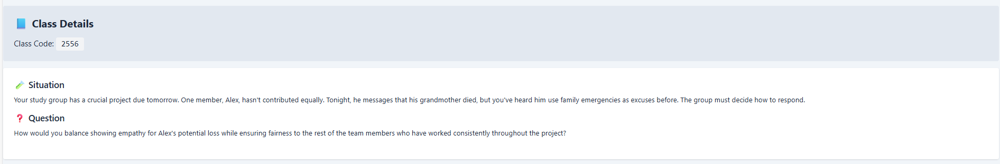 Class Details
Class Code: 2556
Situation
Your study group has a crucial project due tomorrow. One member, Alex, hasn't contributed equally. Tonight, he messages that his grandmother died, but you've heard him use family emergencies as excuses before. The group must decide how to respond.
Question
How would you balance showing empathy for Alex's potential loss while ensuring fairness to the rest of the team members who have worked consistently throughout the project?